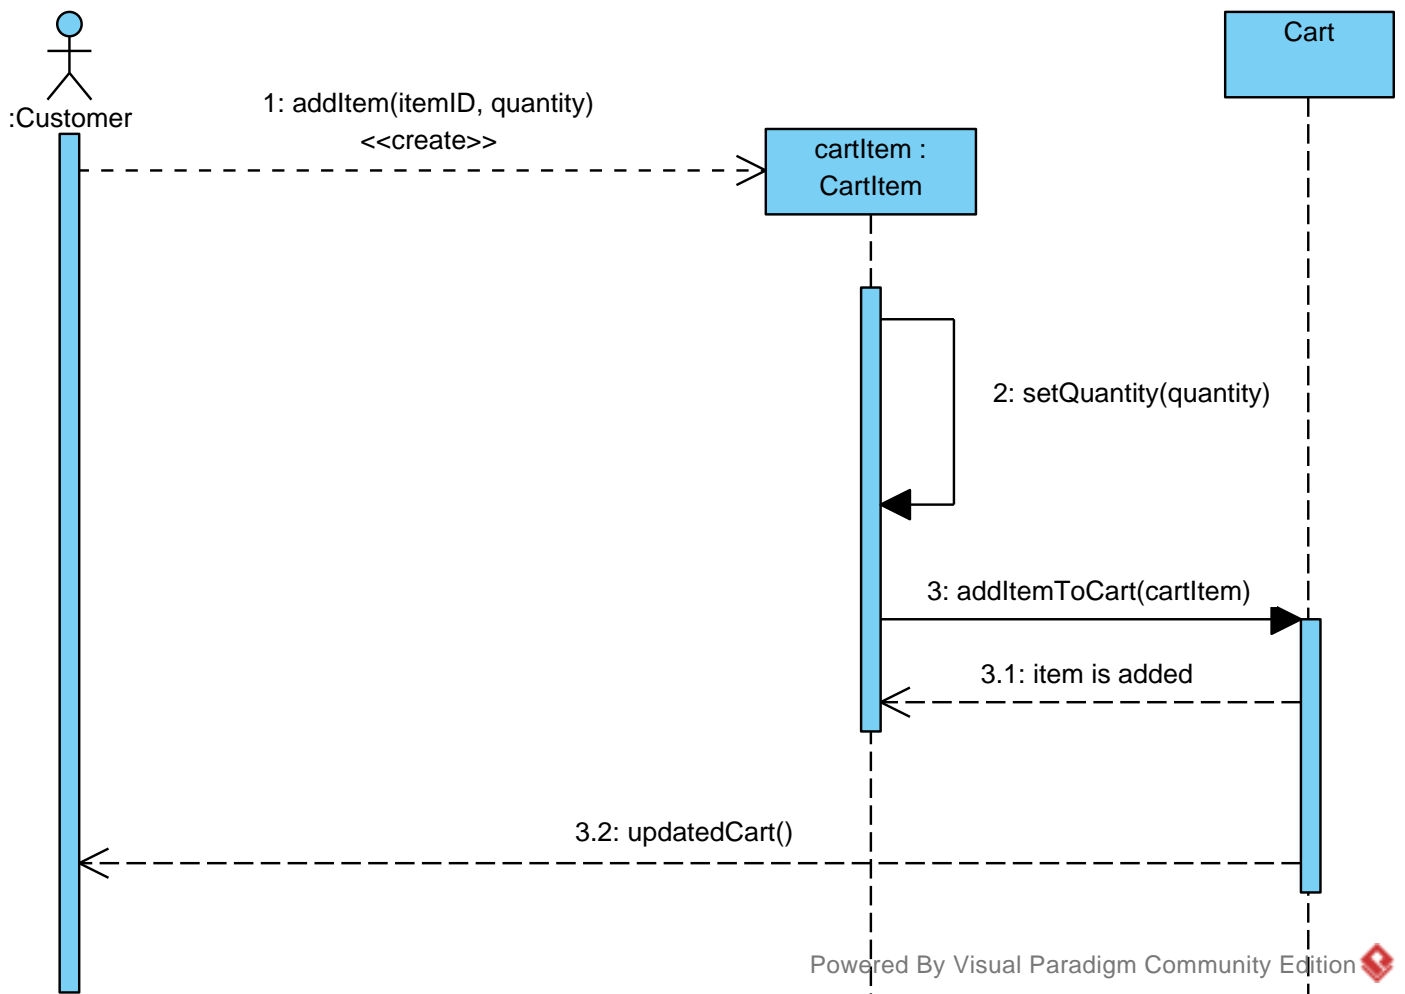 Cart
:Customer
1: addItem(itemID, quantity)
<<create>>
cartItem :
CartItem
2: setQuantity(quantity)
3: addItemToCart(cartItem)
3.1: item is added
3.2: updatedCart()
Powered By Visual Paradigm Community Edition